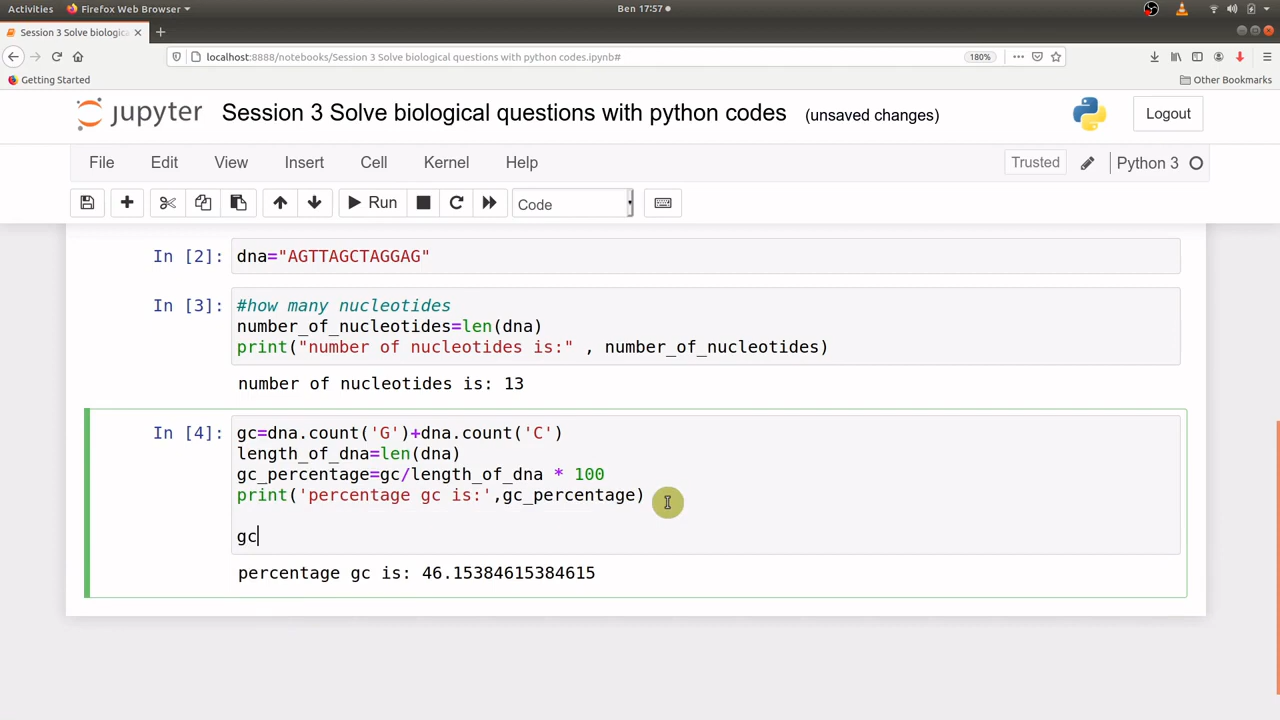 Activities Firefox Web Browser Ben 17:57
Session 3 Solve biologica
localhost:8888/notebooks/Session 3 Solve biological questions with python codes.ipynb# 180%
Getting Started Other Bookmarks
jupyter Session 3 Solve biological questions with python codes (unsaved changes) Logout
File Edit View Insert Cell Kernel Help Trusted Python 3
Run Code
In [2]: dna="AGTTAGCTAGGAG"
In [3]: #how many nucleotides
number_of_nucleotides=len(dna)
print("number of nucleotides is:" , number_of_nucleotides)
number of nucleotides is: 13
In [4]: gc=dna.count('G')+dna.count('C')
length_of_dna=len(dna)
gc_percentage=gc/length_of_dna * 100
print('percentage gc is:',gc_percentage)
gc
percentage gc is: 46.15384615384615